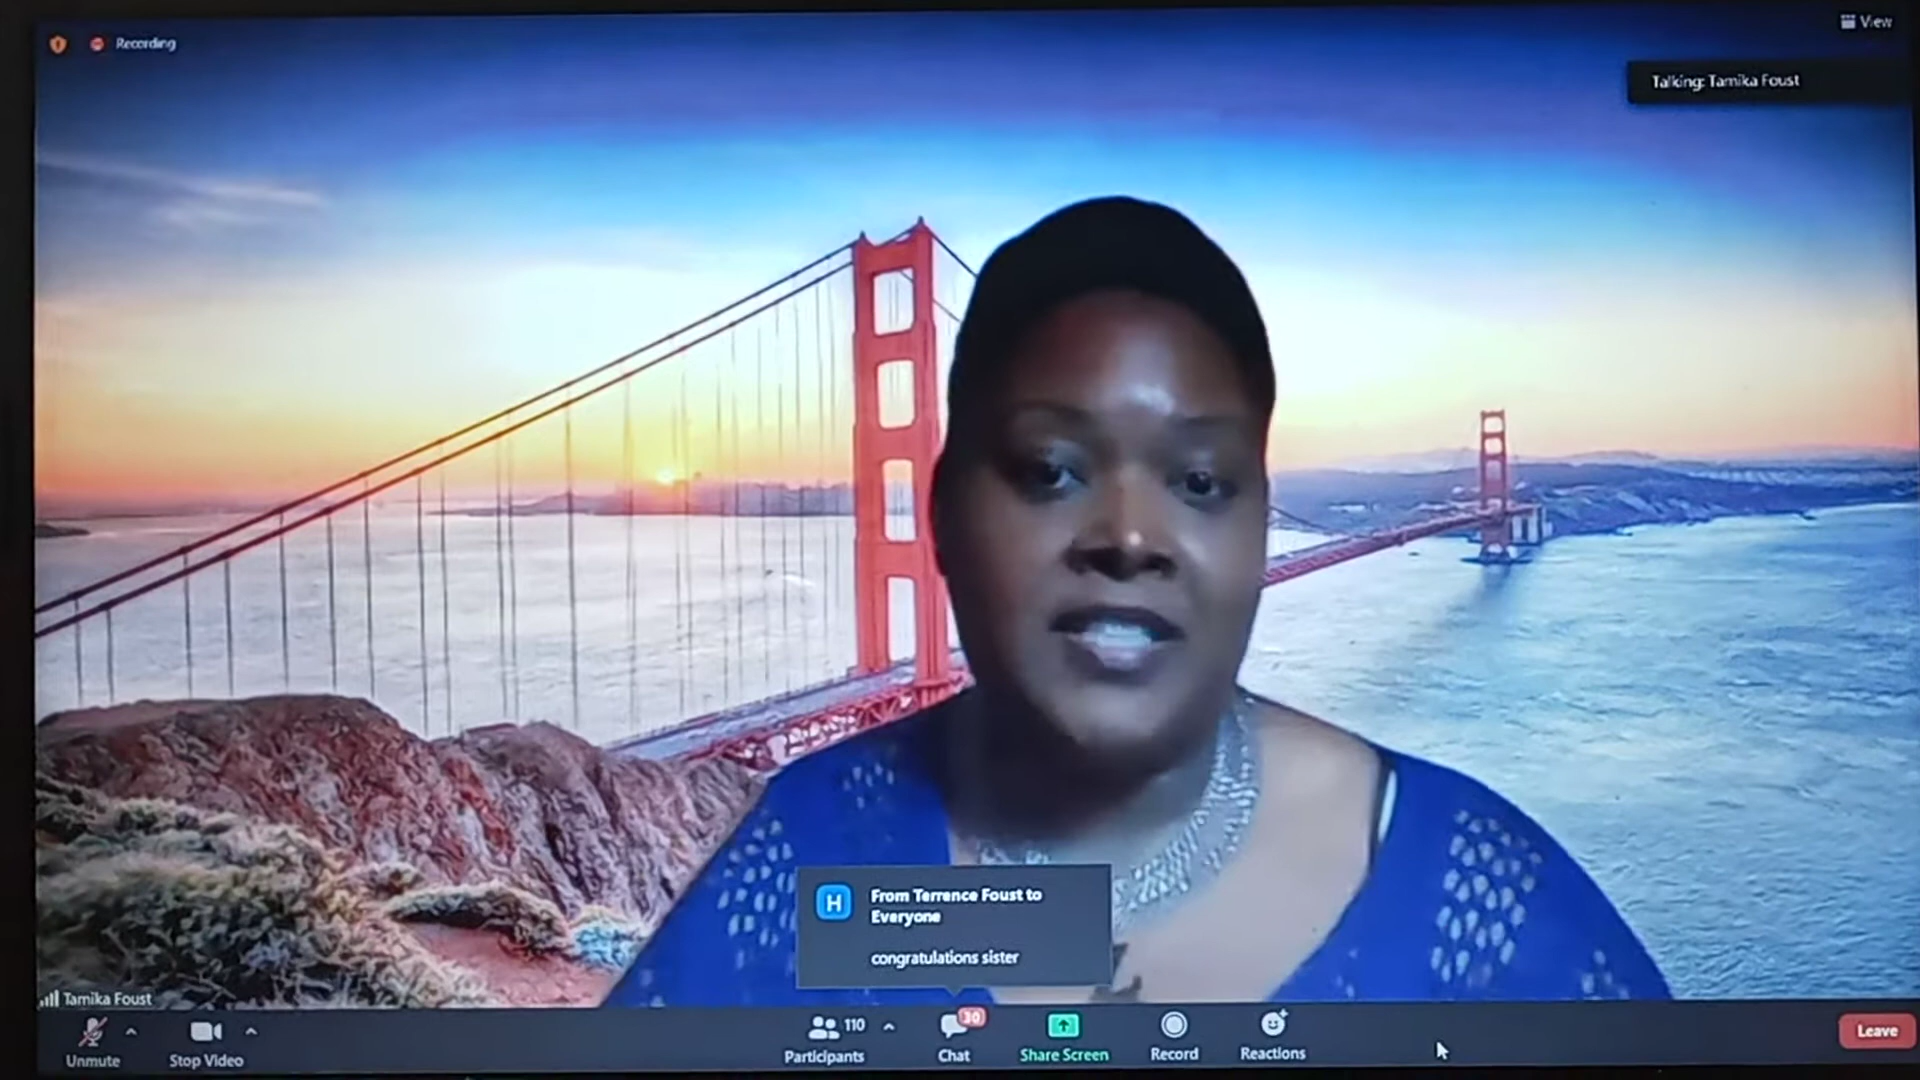 Recording
View
Talking: Tamika Foust
H
From Terrence Foust to
Everyone
congratulations sister
Tamika Foust
Unmute
Stop Video
110
Participants
30
Chat
Share Screen
Record
Reactions
Leave